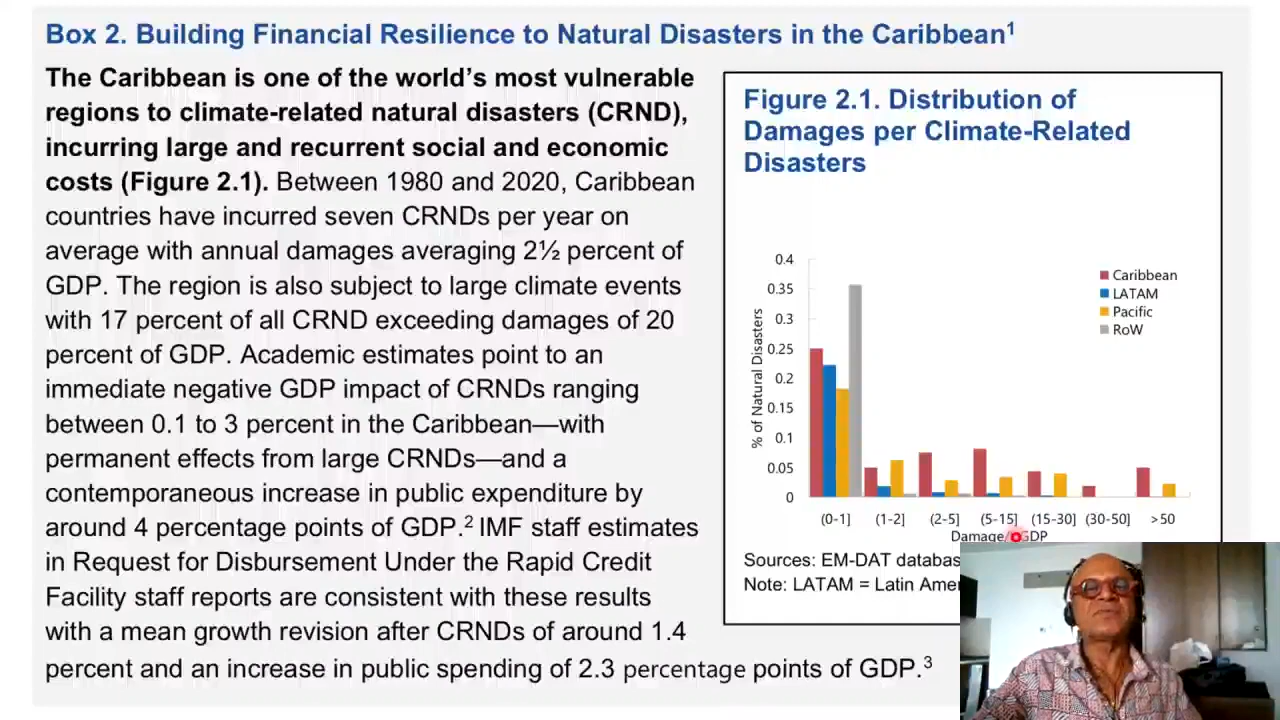 Box 2. Building Financial Resilience to Natural Disasters in the Caribbean¹
The Caribbean is one of the world's most vulnerable
regions to climate-related natural disasters (CRND),
incurring large and recurrent social and economic
costs (Figure 2.1). Between 1980 and 2020, Caribbean
countries have incurred seven CRNDs per year on
average with annual damages averaging 2½ percent of
GDP. The region is also subject to large climate events
with 17 percent of all CRND exceeding damages of 20
percent of GDP. Academic estimates point to an
immediate negative GDP impact of CRNDs ranging
between 0.1 to 3 percent in the Caribbean—with
permanent effects from large CRNDs—and a
contemporaneous increase in public expenditure by
around 4 percentage points of GDP.² IMF staff estimates
in Request for Disbursement Under the Rapid Credit
Facility staff reports are consistent with these results
with a mean growth revision after CRNDs of around 1.4
percent and an increase in public spending of 2.3 percentage points of GDP.³
Figure 2.1. Distribution of
Damages per Climate-Related
Disasters
% of Natural Disasters
0.4
0.35
0.3
0.25
0.2
0.15
0.1
0.05
0
Caribbean
LATAM
Pacific
RoW
(0-1] (1-2] (2-5] (5-15] (15-30] (30-50] >50
Damage/ GDP
Sources: EM-DAT
Note: LATAM = Latin